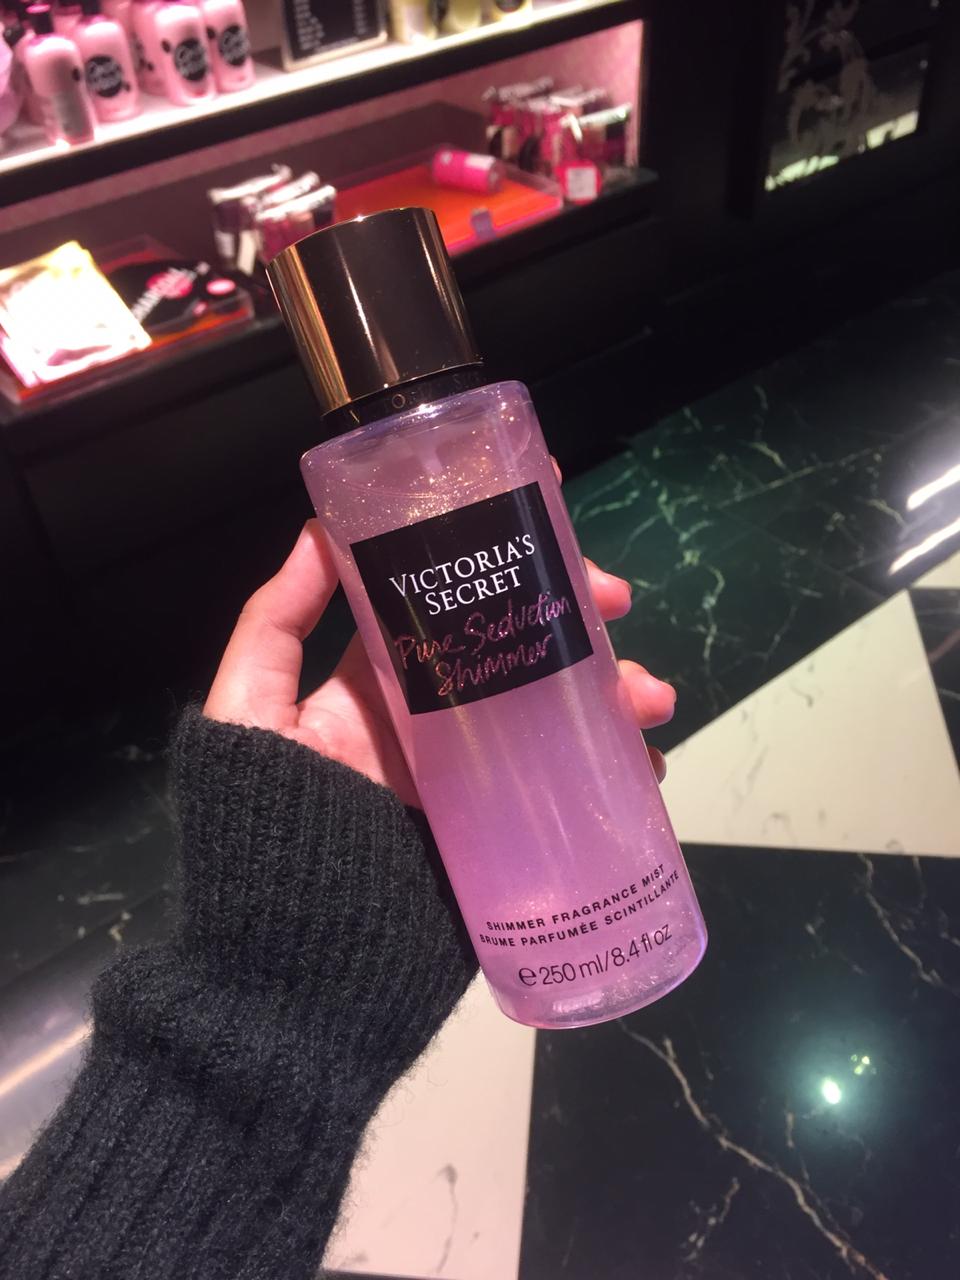 VICTORIA'S
SECRET
Pure Seduction
Shimmer
SHIMMER FRAGRANCE MIST
BRUME PARFUMÉE SCINTILLANTE
℮ 250 ml/8.4 fl oz